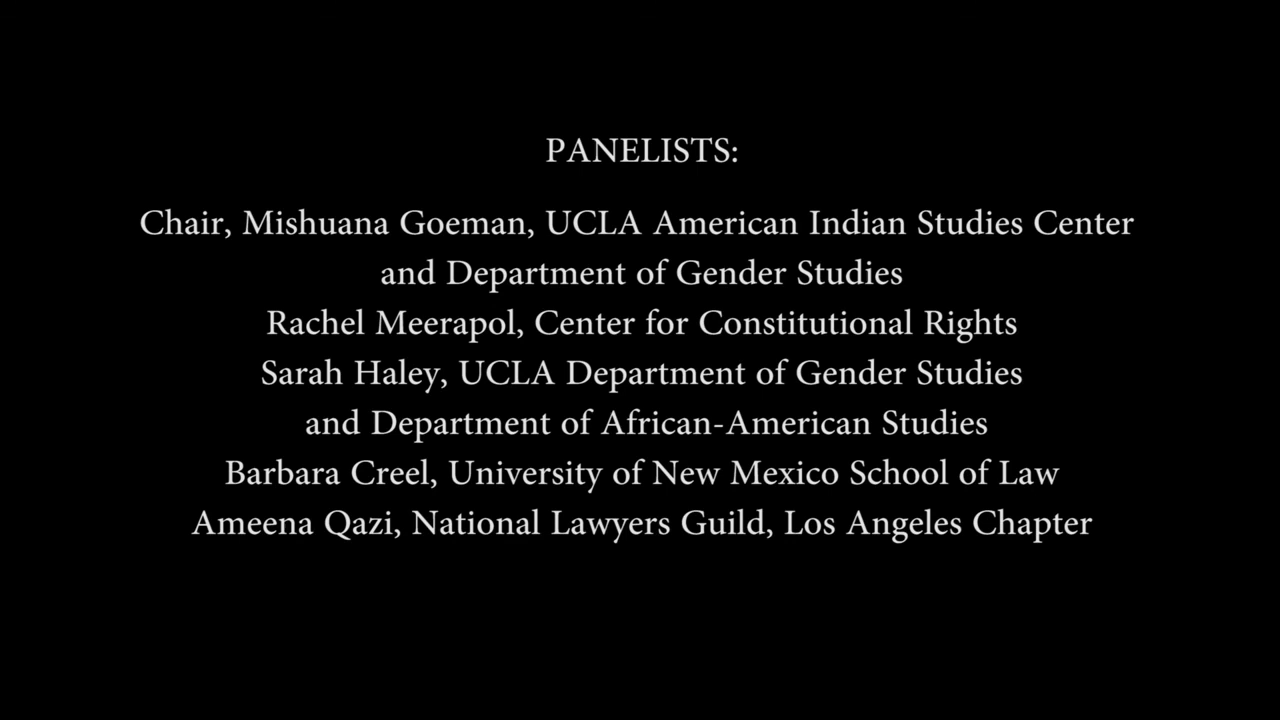 PANELISTS:
Chair, Mishuana Goeman, UCLA American Indian Studies Center
and Department of Gender Studies
Rachel Meerapol, Center for Constitutional Rights
Sarah Haley, UCLA Department of Gender Studies
and Department of African-American Studies
Barbara Creel, University of New Mexico School of Law
Ameena Qazi, National Lawyers Guild, Los Angeles Chapter